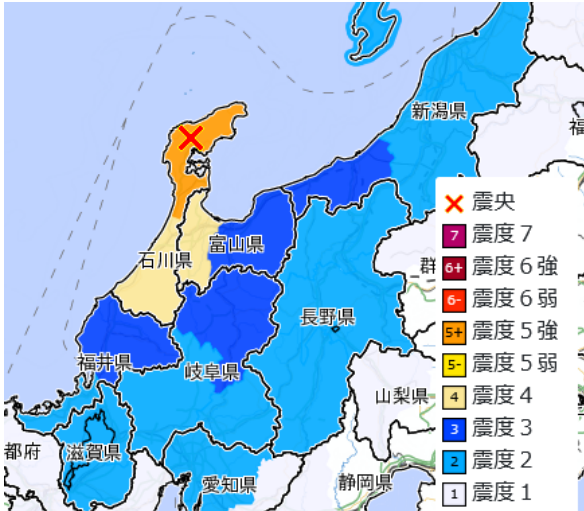 新潟県
福
富山県
石川県
群
長野県
福井県
岐阜県
山梨県
都府
滋賀県
愛知県
静岡県
震央
7 震度７
6+ 震度６強
6- 震度６弱
5+ 震度５強
5- 震度５弱
4 震度４
3 震度３
2 震度２
1 震度１